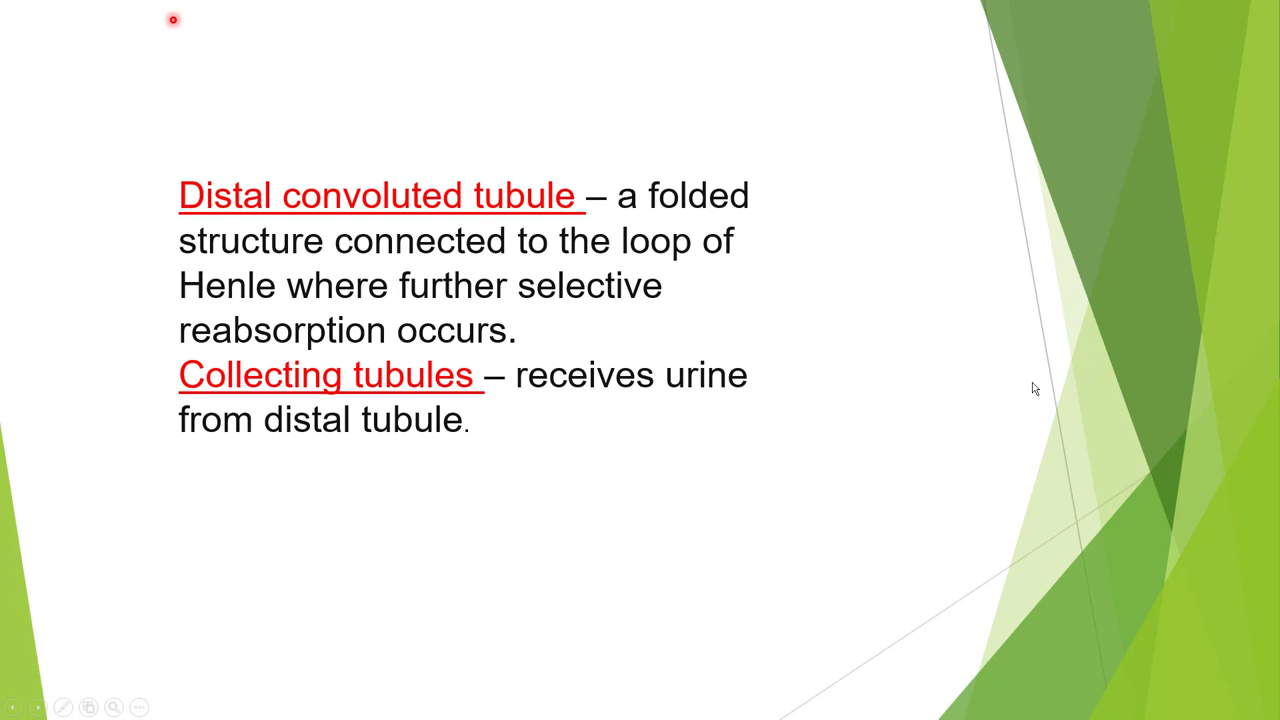 Distal convoluted tubule – a folded
structure connected to the loop of
Henle where further selective
reabsorption occurs.
Collecting tubules – receives urine
from distal tubule.